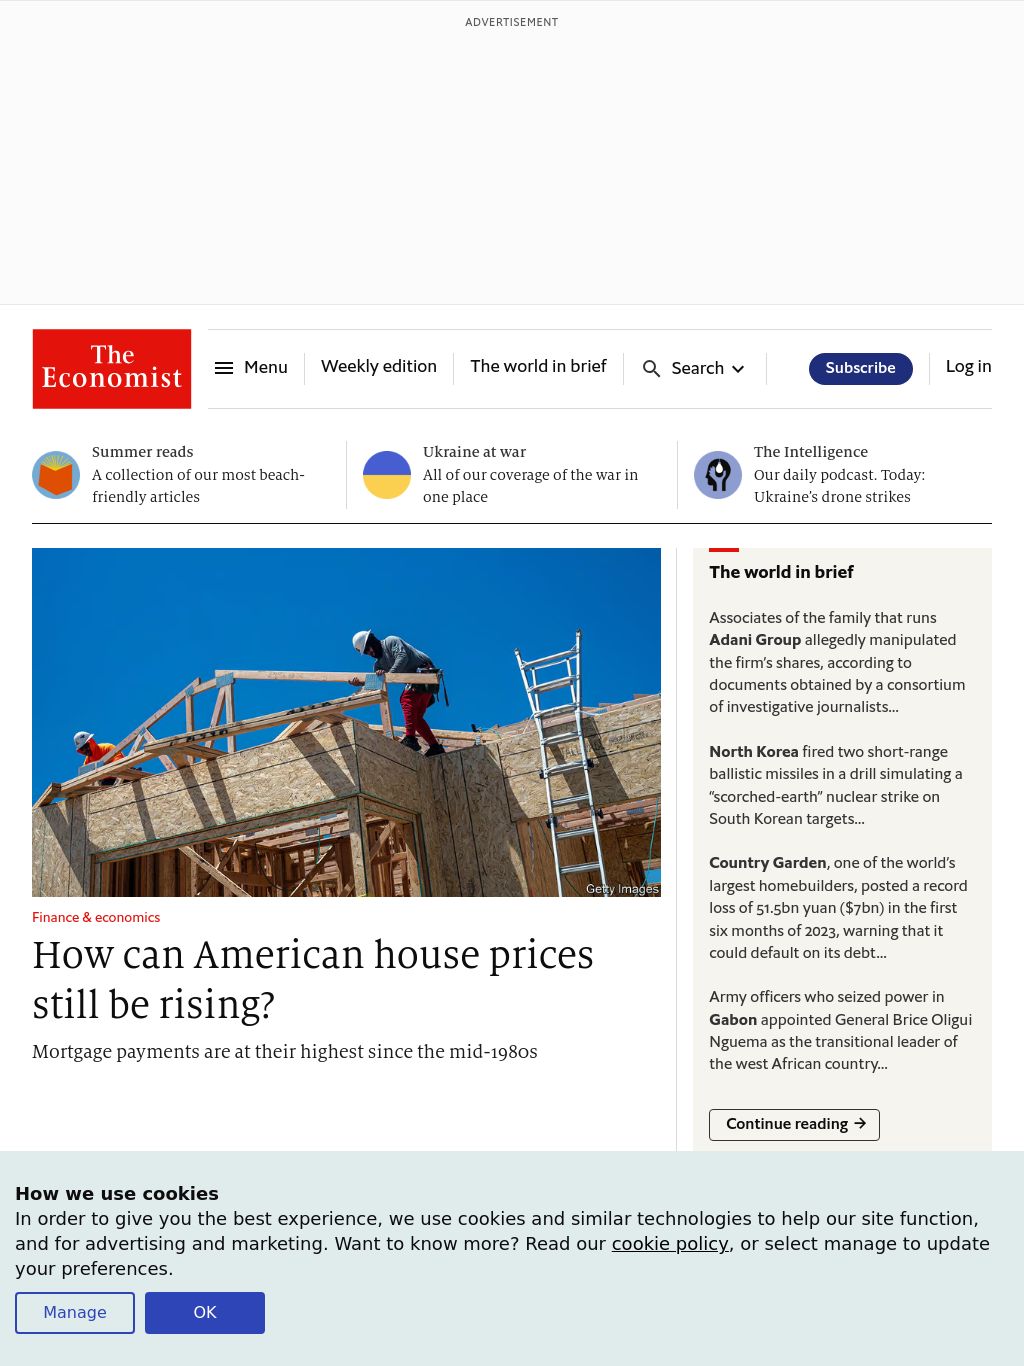 ADVERTISEMENT
The
Economist
Menu
Weekly edition
The world in brief
Search
Subscribe
Log in
Summer reads
A collection of our most beach-
friendly articles
Ukraine at war
All of our coverage of the war in
one place
The Intelligence
Our daily podcast. Today:
Ukraine’s drone strikes
Getty Images
Finance & economics
How can American house prices
still be rising?
Mortgage payments are at their highest since the mid-1980s
The world in brief
Associates of the family that runs
Adani Group allegedly manipulated
the firm’s shares, according to
documents obtained by a consortium
of investigative journalists…
North Korea fired two short-range
ballistic missiles in a drill simulating a
“scorched-earth” nuclear strike on
South Korean targets…
Country Garden, one of the world’s
largest homebuilders, posted a record
loss of 51.5bn yuan ($7bn) in the first
six months of 2023, warning that it
could default on its debt…
Army officers who seized power in
Gabon appointed General Brice Oligui
Nguema as the transitional leader of
the west African country…
Continue reading →
How we use cookies
In order to give you the best experience, we use cookies and similar technologies to help our site function,
and for advertising and marketing. Want to know more? Read our cookie policy, or select manage to update
your preferences.
Manage
OK